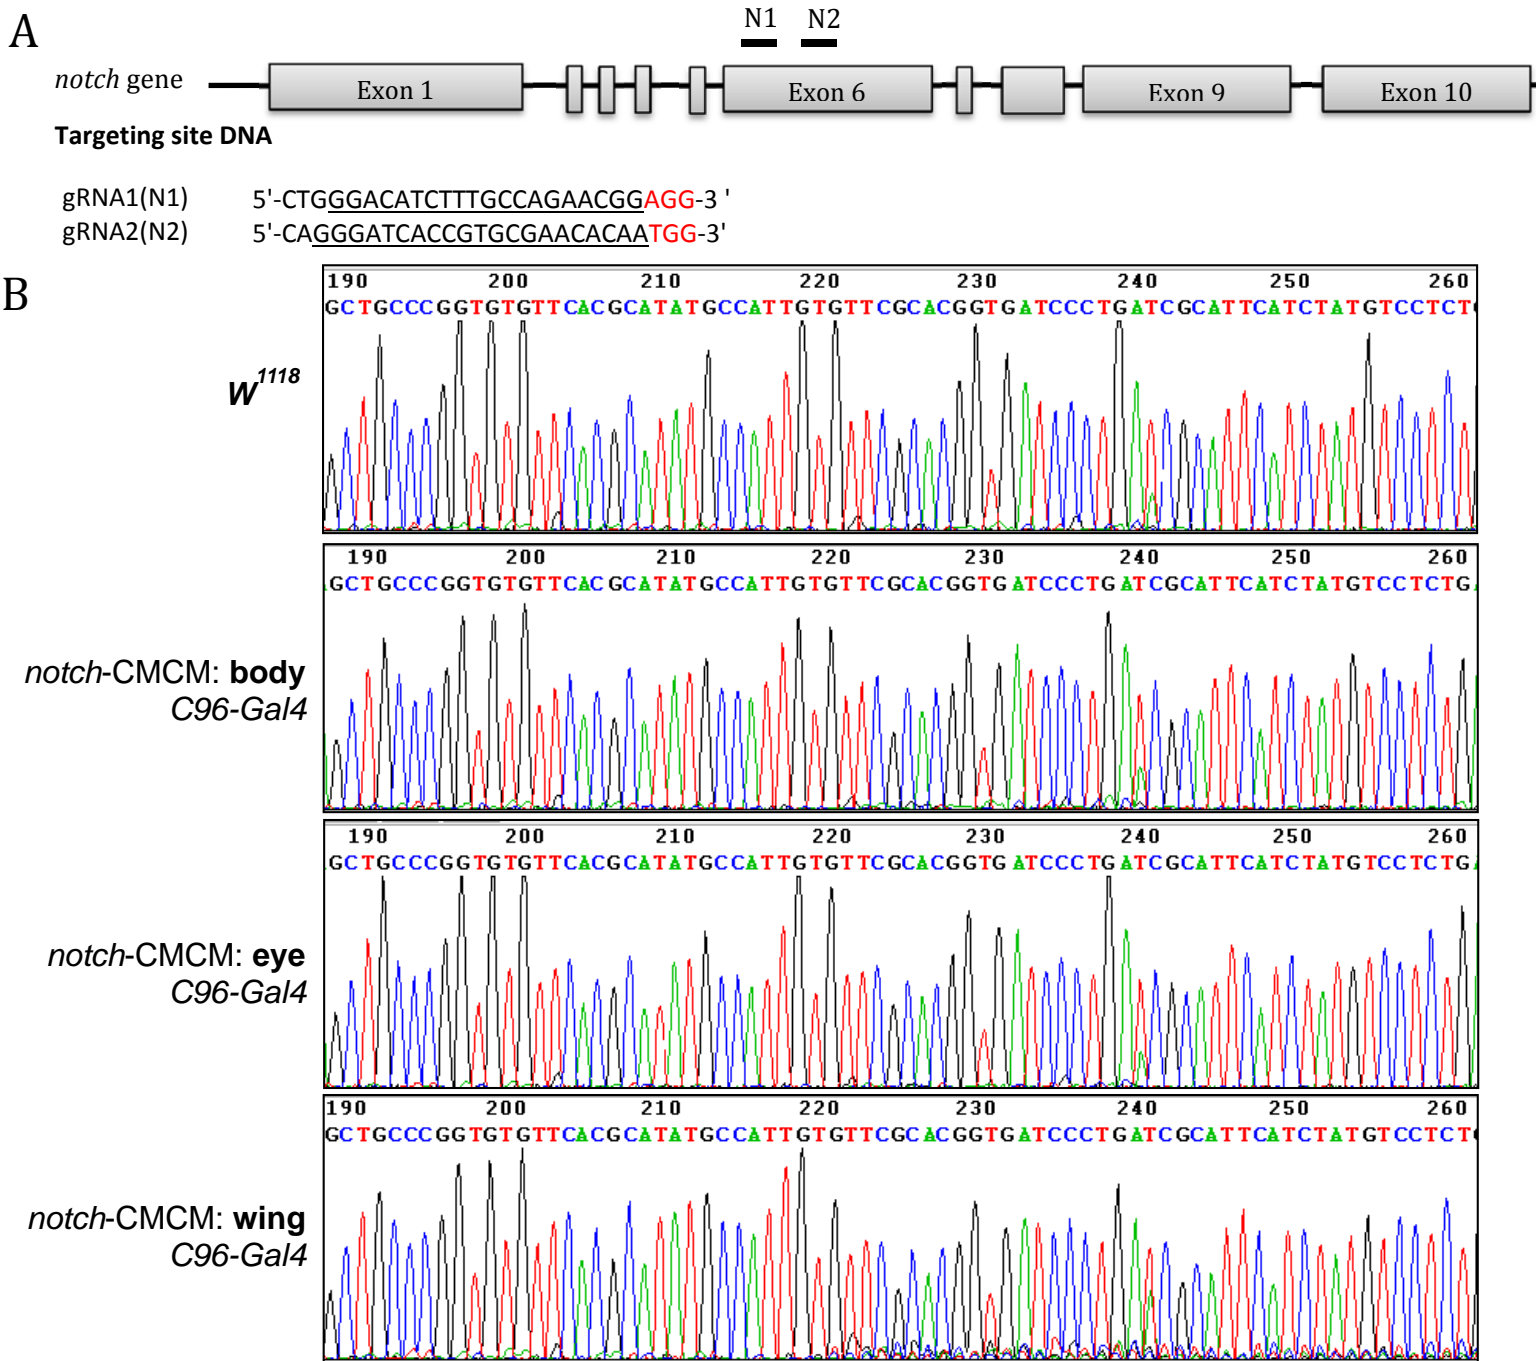 A
N1 N2
notch gene
Exon 1 Exon 6 Exon 9 Exon 10
Targeting site DNA
gRNA1(N1) 5'-CTGGGACATCTTTGCCAGAACGGAGG-3 '
gRNA2(N2) 5'-CAGGGATCACCGTGCGAACACAATGG-3'
B
190 200 210 220 230 240 250 260
GCTGCCCGGTGTGTTCACGCATATGCCATTGTGTTCGCACGGTGATCCCTGATCGCATTCATCTATGTCCTCT
W1118
190 200 210 220 230 240 250 260
GCTGCCCGGTGTGTTCACGCATATGCCATTGTGTTCGCACGGTGATCCCTGATCGCATTCATCTATGTCCTCTG
notch-CMCM: body
C96-Gal4
190 200 210 220 230 240 250 260
GCTGCCCGGTGTGTTCACGCATATGCCATTGTGTTCGCACGGTGATCCCTGATCGCATTCATCTATGTCCTCTG
notch-CMCM: eye
C96-Gal4
190 200 210 220 230 240 250 260
GCTGCCCGGTGTGTTCACGCATATGCCATTGTGTTCGCACGGTGATCCCTGATCGCATTCATCTATGTCCTCT
notch-CMCM: wing
C96-Gal4